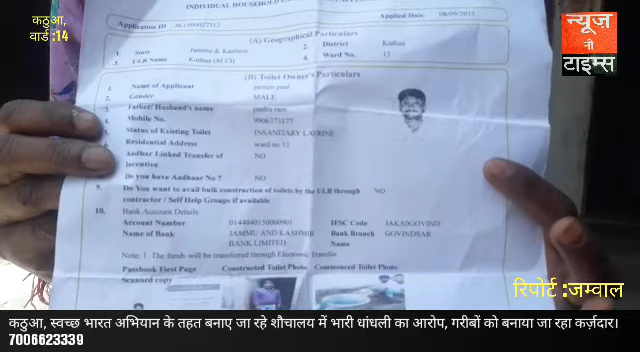 INDIVIDUAL HOUSEHOLD
कठुआ,
वार्ड :14
न्यूज
नौ
टाइम्स
Application ID
Applied Date 08/09/2015
(A) Geographical Particulars
1. State Jammu & Kashmir 2. District Kathua
3. ULB Name Kathua (M Cl) 4. Ward No. 13
(D) Toilet Owner's Particulars
1. Name of Applicant
2. Gender MALE
3. Father/ Husband's name
4. Mobile No. 9906373177
5. Status of Existing Toilet INSANITARY LATRINE
6. Residential Address ward no 13
Aadhar Linked Transfer of NO
Incentive
Do you have Aadhaar No ? NO
9. Do You want to avail bulk construction of toilets by the ULB through NO
contractor / Self Help Groups if available
10. Bank Account Details
Account Number 0144040150000901 IFSC Code JAKA0GOVIND
Name of Bank JAMMU AND KASHMIR Bank Branch GOVINDSAR
BANK LIMITED Name
Note: 1. The funds will be transferred through Electronic Transfer.
Passbook First Page Constructed Toilet Photo Commenced Toilet Photo
Scanned copy
रिपोर्ट :जम्वाल
कठुआ, स्वच्छ भारत अभियान के तहत बनाए जा रहे शौचालय में भारी धांधली का आरोप, गरीबों को बनाया जा रहा कर्ज़दार।
7006623339